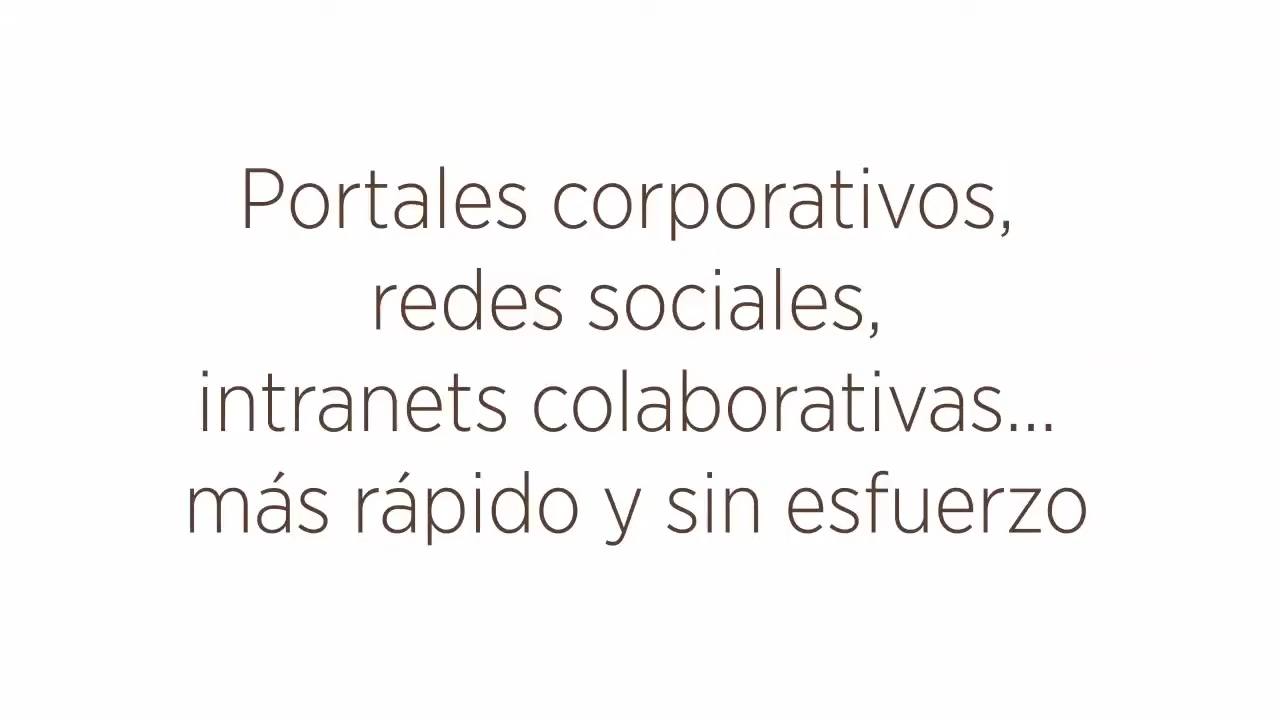 Portales corporativos,
redes sociales,
intranets colaborativas...
más rápido y sin esfuerzo